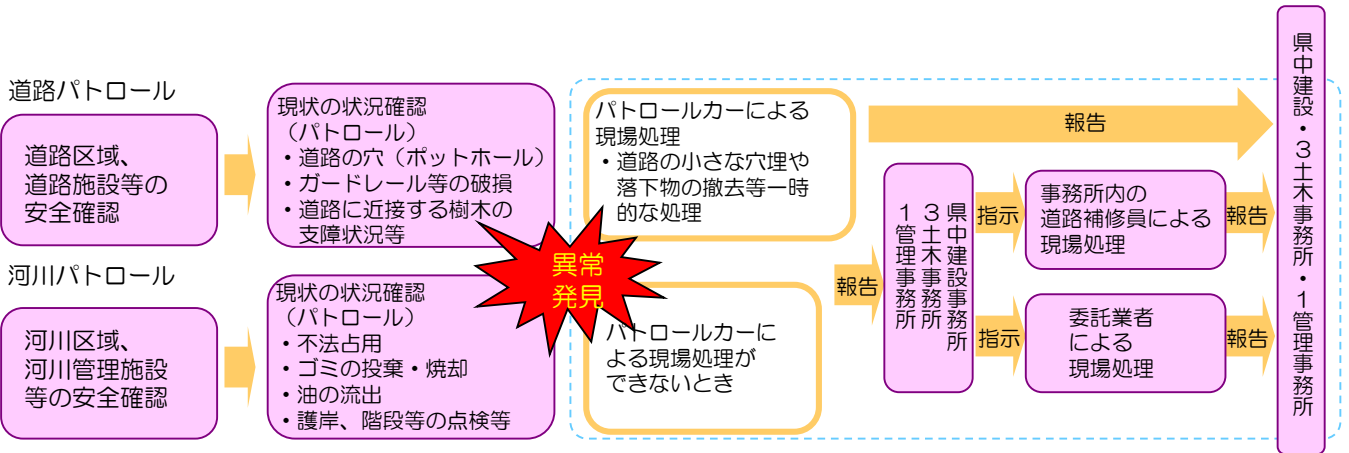 道路パトロール
道路区域、
道路施設等の
安全確認
現状の状況確認
（パトロール）
・道路の穴（ポットホール）
・ガードレール等の破損
・道路に近接する樹木の
支障状況等
河川パトロール
河川区域、
河川管理施設
等の安全確認
現状の状況確認
（パトロール）
・不法占用
・ゴミの投棄・焼却
・油の流出
・護岸、階段等の点検等
異常
発見
パトロールカーによる
現場処理
・道路の小さな穴埋や
落下物の撤去等一時
的な処理
パトロールカーに
よる現場処理が
できないとき
報告
報告
県中建設事務所
３土木事務所
１管理事務所
指示
事務所内の
道路補修員による
現場処理
報告
指示
委託業者
による
現場処理
報告
県中建設・３土木事務所・１管理事務所